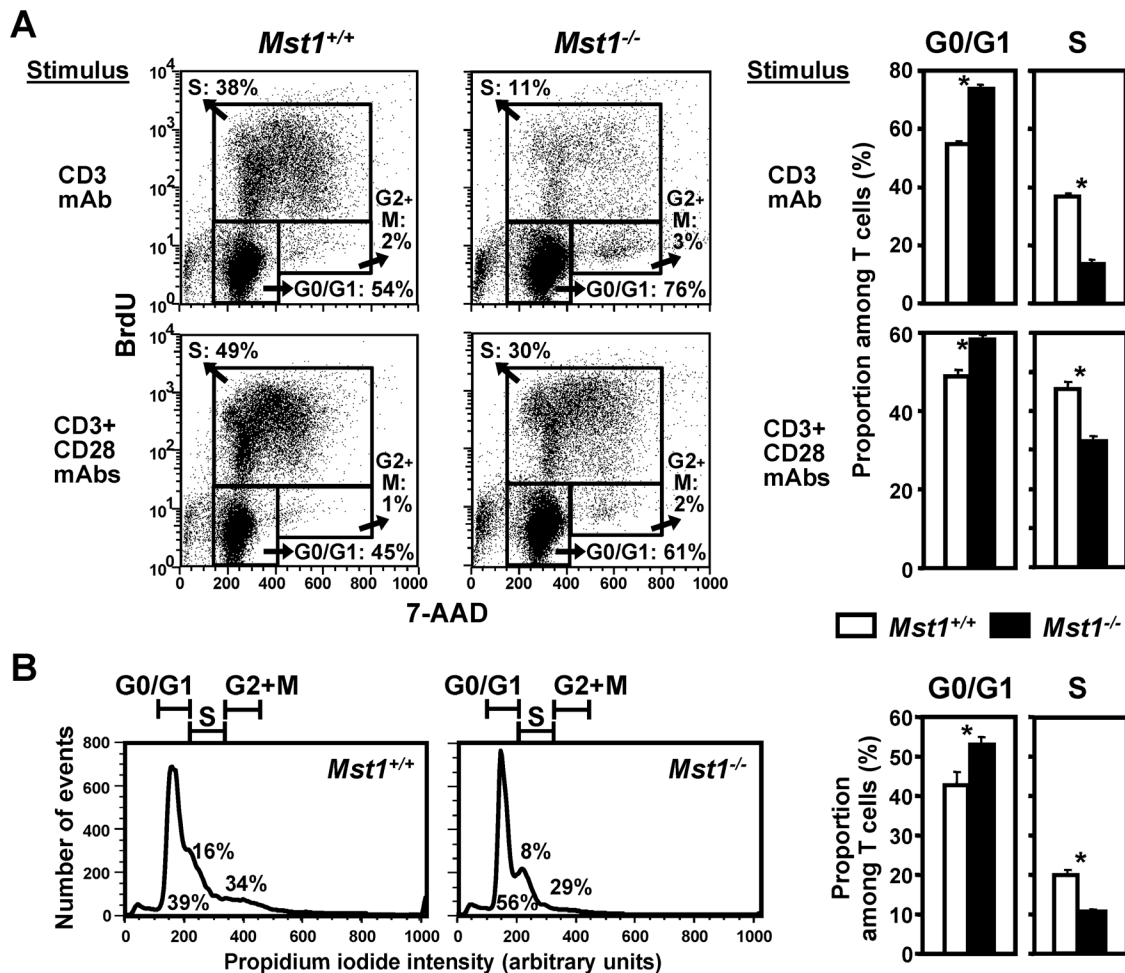 A
Mst1+/+
Mst1-/-
G0/G1
S
Stimulus
Stimulus
CD3
mAb
10^4
10^3
10^2
10^1
10^0
S: 38%
G2+
M:
2%
G0/G1: 54%
S: 11%
G2+
M:
3%
G0/G1: 76%
CD3
mAb
80
60
40
20
0
*
*
BrdU
Proportion among T cells (%)
CD3+
CD28
mAbs
10^4
10^3
10^2
10^1
10^0
S: 49%
G2+
M:
1%
G0/G1: 45%
0 200 400 600 800 1000
S: 30%
G2+
M:
2%
G0/G1: 61%
0 200 400 600 800 1000
7-AAD
CD3+
CD28
mAbs
60
40
20
0
*
*
Mst1+/+ Mst1-/-
B
G0/G1 G2+M
S
G0/G1 G2+M
S
G0/G1
S
Number of events
800
600
400
200
0
Mst1+/+
16%
34%
39%
0 200 400 600 800 1000
Mst1-/-
8%
29%
56%
0 200 400 600 800 1000
Propidium iodide intensity (arbitrary units)
Proportion
among T cells (%)
60
50
40
30
20
10
0
*
*